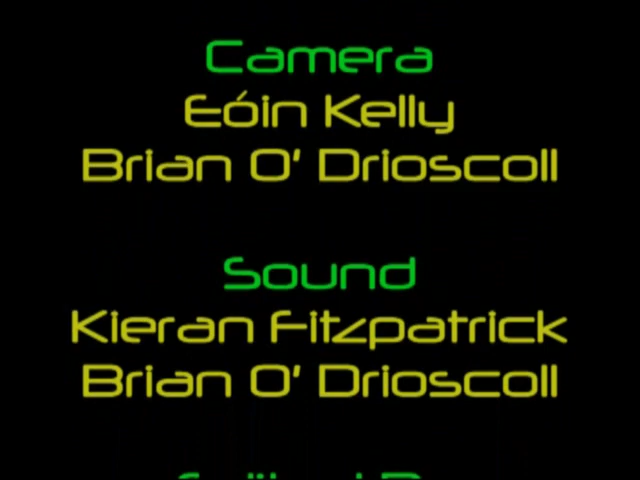 Camera
Eóin Kelly
Brian O' Drioscoll
Sound
Kieran Fitzpatrick
Brian O' Drioscoll